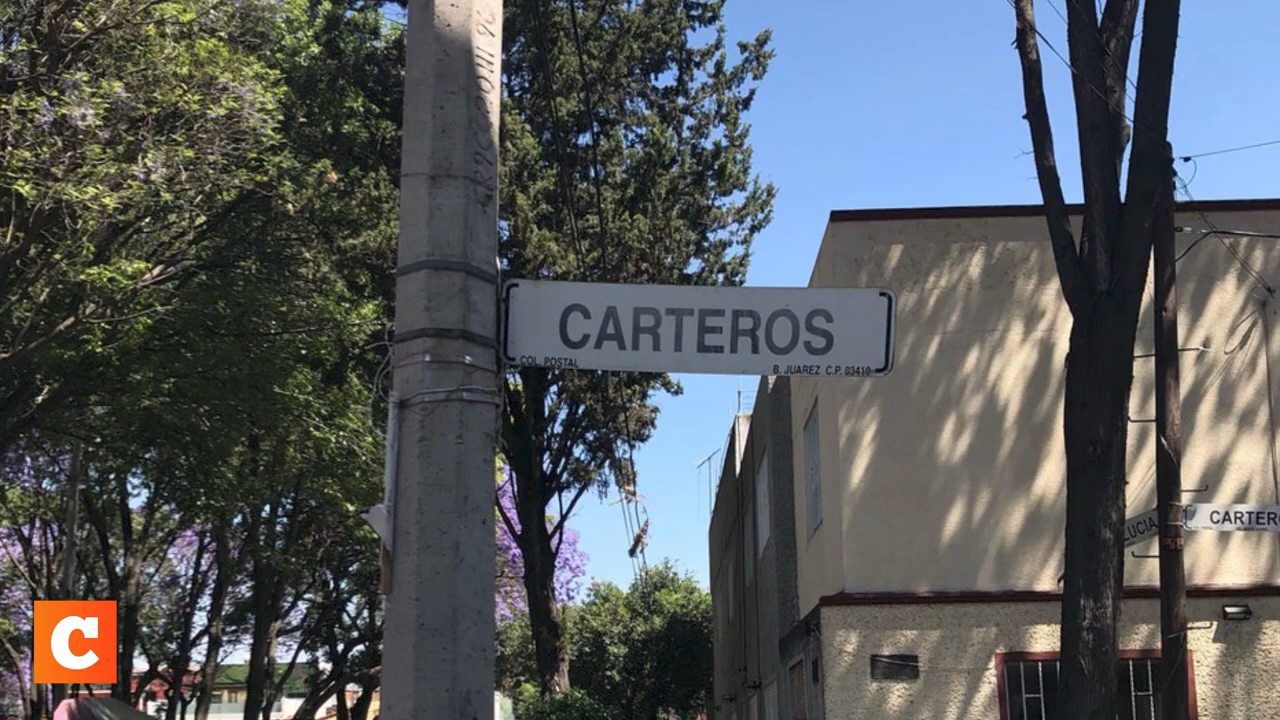 CARTEROS
COL. POSTAL
B. JUAREZ C.P. 03410
LUCIA
CARTER
C